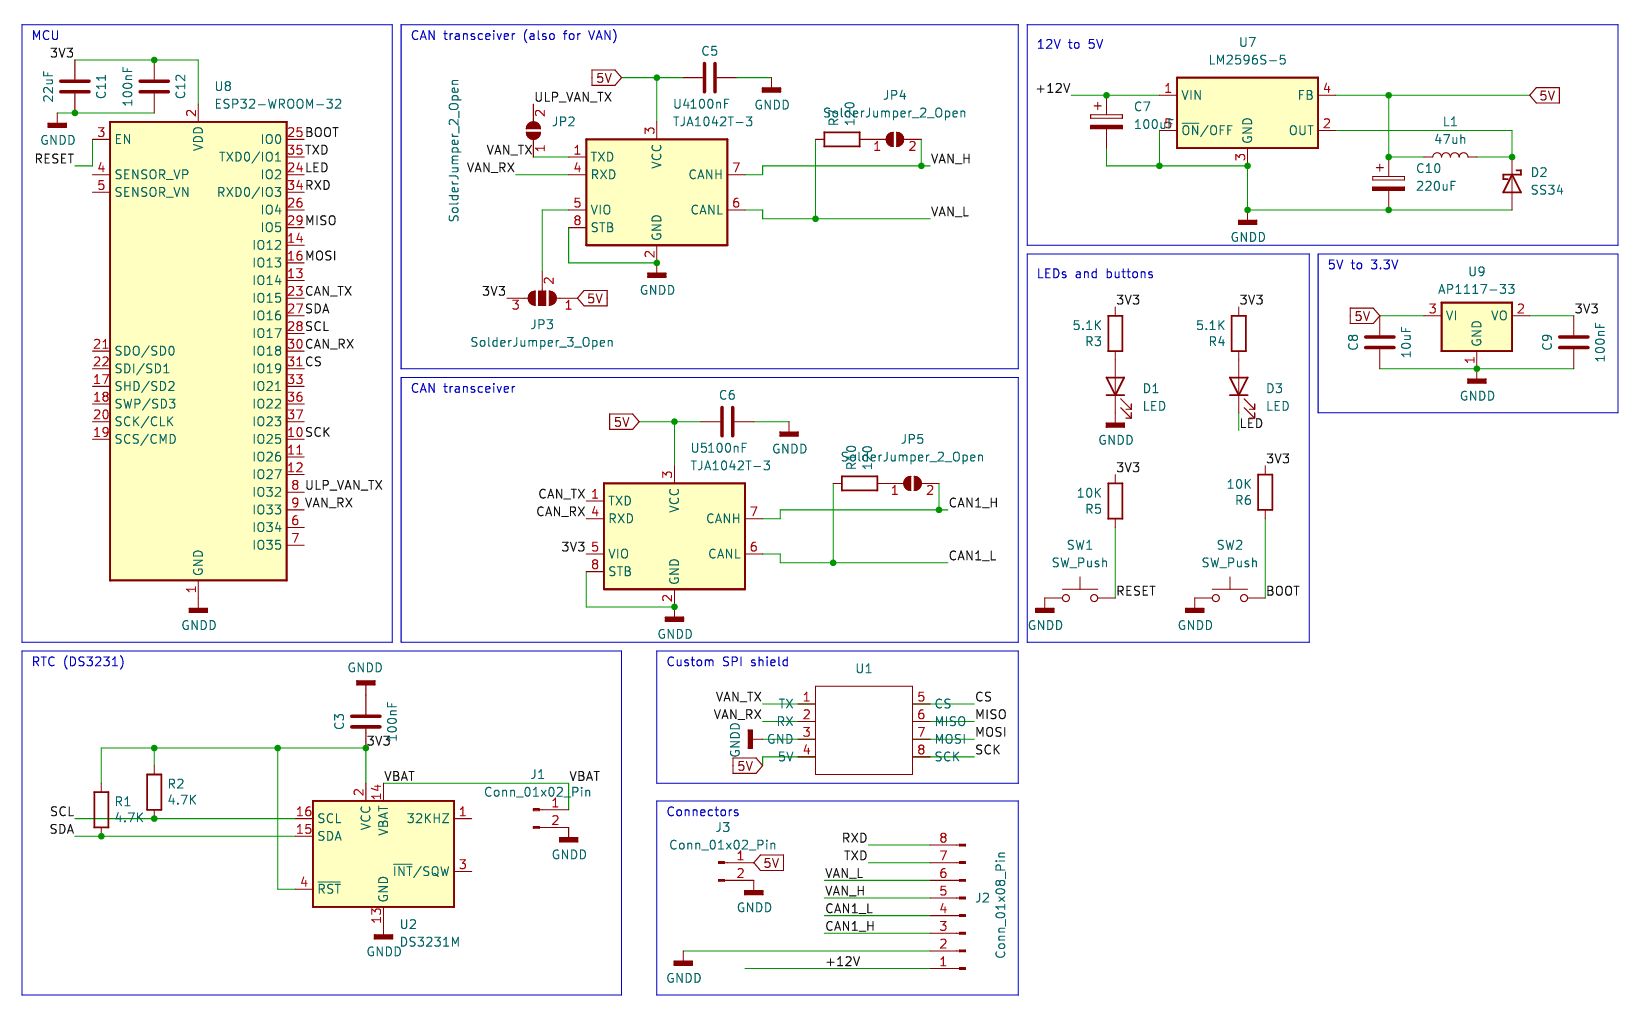 MCU
3V3
22uF
C11
100nF
C12
GNDD
U8
ESP32-WROOM-32
2
VDD
3 EN
RESET
4 SENSOR_VP
5 SENSOR_VN
21 SDO/SD0
22 SDI/SD1
17 SHD/SD2
18 SWP/SD3
20 SCK/CLK
19 SCS/CMD
IO0 25 BOOT
TXD0/IO1 35 TXD
IO2 24 LED
RXD0/IO3 34 RXD
IO4 26
IO5 29 MISO
IO12 14
IO13 16 MOSI
IO14 13
IO15 23 CAN_TX
IO16 27 SDA
IO17 28 SCL
IO18 30 CAN_RX
IO19 31 CS
IO21 33
IO22 36
IO23 37
IO25 10 SCK
IO26 11
IO27 12
IO32 8 ULP_VAN_TX
IO33 9 VAN_RX
IO34 6
IO35 7
GND
1
GNDD
CAN transceiver (also for VAN)
C5
5V
GNDD
SolderJumper_2_Open
ULP_VAN_TX
2
JP2
1
U4 100nF
TJA1042T-3
VAN_TX
VAN_RX
3
VCC
1 TXD
4 RXD
5 VIO
8 STB
CANH 7
CANL 6
GND
2
GNDD
JP4
SolderJumper_2_Open
120
1 2
VAN_H
VAN_L
3V3
2
3 1
5V
JP3
SolderJumper_3_Open
CAN transceiver
C6
5V
GNDD
U5 100nF
TJA1042T-3
3
VCC
CAN_TX 1 TXD
CAN_RX 4 RXD
3V3 5 VIO
8 STB
CANH 7
CANL 6
GND
2
GNDD
JP5
SolderJumper_2_Open
R10
120
1 2
CAN1_H
CAN1_L
12V to 5V
U7
LM2596S-5
+12V
C7
100uF
1 VIN
5 ON/OFF
GND
3
FB 4
OUT 2
5V
L1
47uh
C10
220uF
D2
SS34
GNDD
LEDs and buttons
3V3
5.1K
R3
D1
LED
GNDD
3V3
5.1K
R4
D3
LED
LED
3V3
10K
R5
SW1
SW_Push
RESET
GNDD
3V3
10K
R6
SW2
SW_Push
BOOT
GNDD
5V to 3.3V
U9
AP1117-33
5V
3 VI
VO 2
3V3
GND
1
C8
10uF
C9
100nF
GNDD
RTC (DS3231)
GNDD
C3
100nF
3V3
R2
4.7K
R1
4.7K
SCL
SDA
2
14
VBAT
VCC
VBAT
16 SCL
15 SDA
4 RST
32KHZ 1
INT/SQW 3
GND
13
GNDD
U2
DS3231M
J1
VBAT
Conn_01x02_Pin
1
2
GNDD
Custom SPI shield
U1
VAN_TX 1 TX
VAN_RX 2 RX
GNDD 3 GND
5V 4 5V
5 CS CS
6 MISO MISO
7 MOSI MOSI
8 SCK SCK
Connectors
J3
Conn_01x02_Pin
1 5V
2
GNDD
RXD 8
TXD 7
VAN_L 6
VAN_H 5
CAN1_L 4
CAN1_H 3
2
GNDD
+12V 1
J2
Conn_01x08_Pin